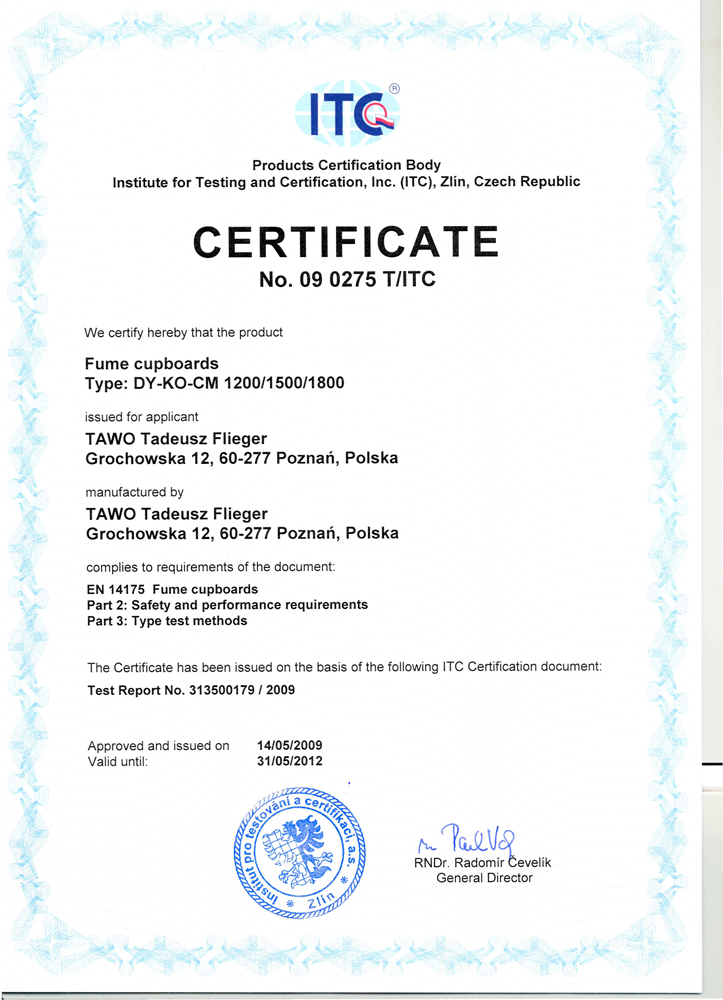 ITC ®
Products Certification Body
Institute for Testing and Certification, Inc. (ITC), Zlín, Czech Republic
CERTIFICATE
No. 09 0275 T/ITC
We certify hereby that the product
Fume cupboards
Type: DY-KO-CM 1200/1500/1800
issued for applicant
TAWO Tadeusz Flieger
Grochowska 12, 60-277 Poznań, Polska
manufactured by
TAWO Tadeusz Flieger
Grochowska 12, 60-277 Poznań, Polska
complies to requirements of the document:
EN 14175 Fume cupboards
Part 2: Safety and performance requirements
Part 3: Type test methods
The Certificate has been issued on the basis of the following ITC Certification document:
Test Report No. 313500179 / 2009
Approved and issued on 14/05/2009
Valid until: 31/05/2012
Institut pro testování a certifikaci, a.s.
* Zlín *
RNDr. Radomír Čevelík
General Director